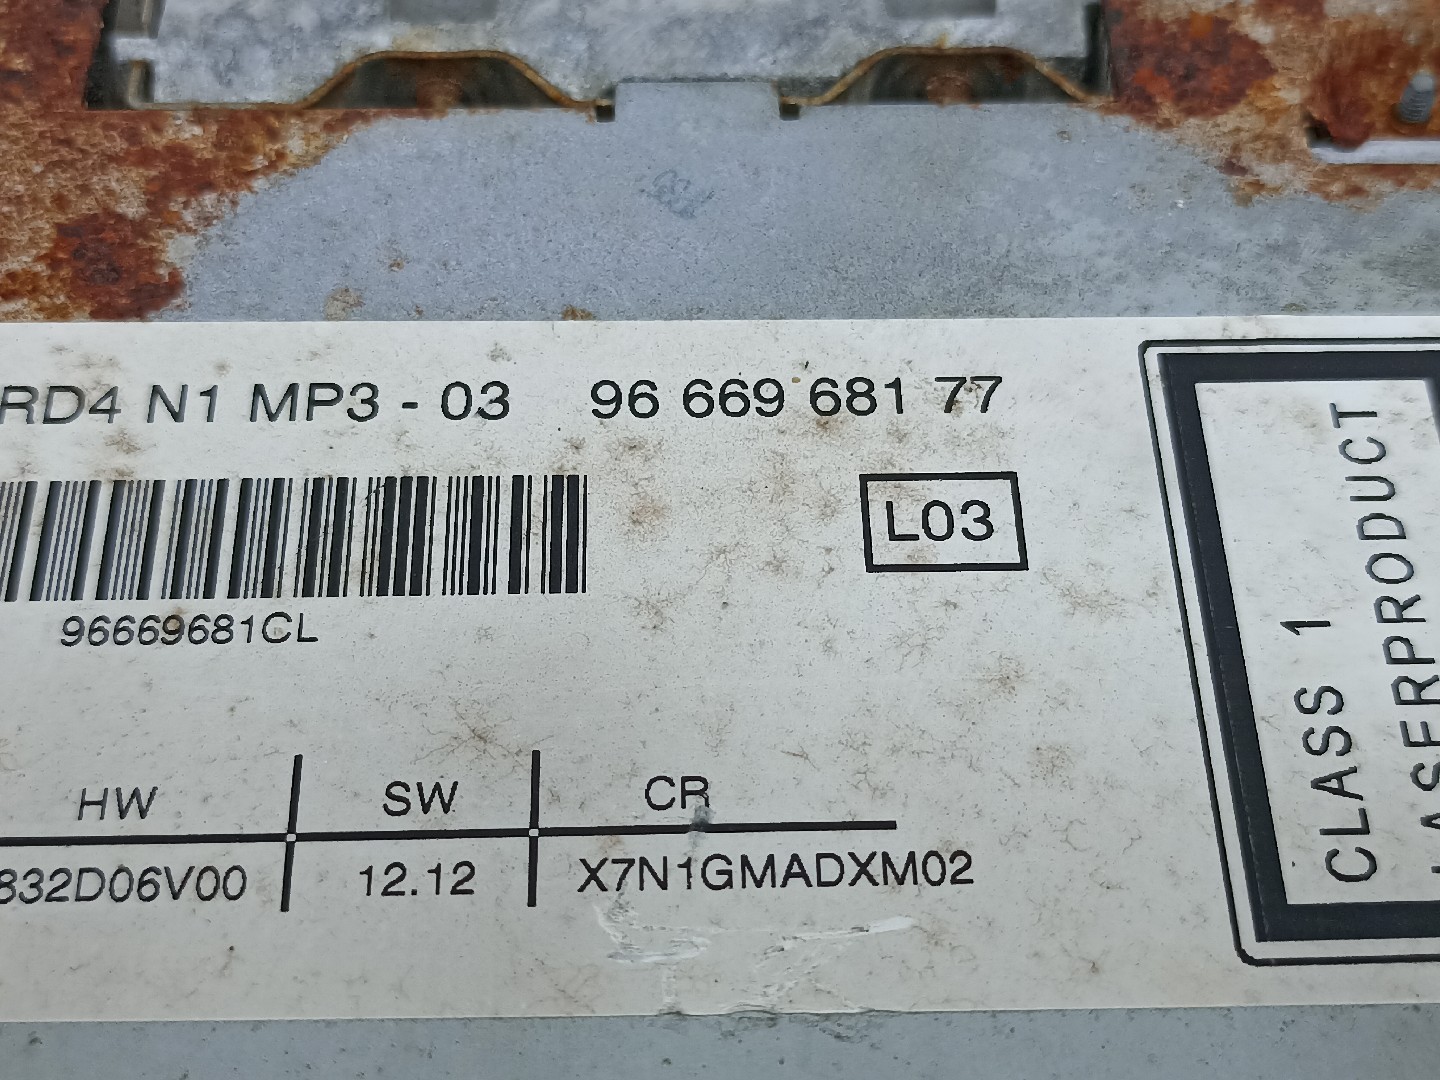 RD4 N1 MP3 - 03 96 669 681 77
L03
96669681CL
HW SW CR
832D06V00 12.12 X7N1GMADXM02
CLASS 1
LASERPRODUCT